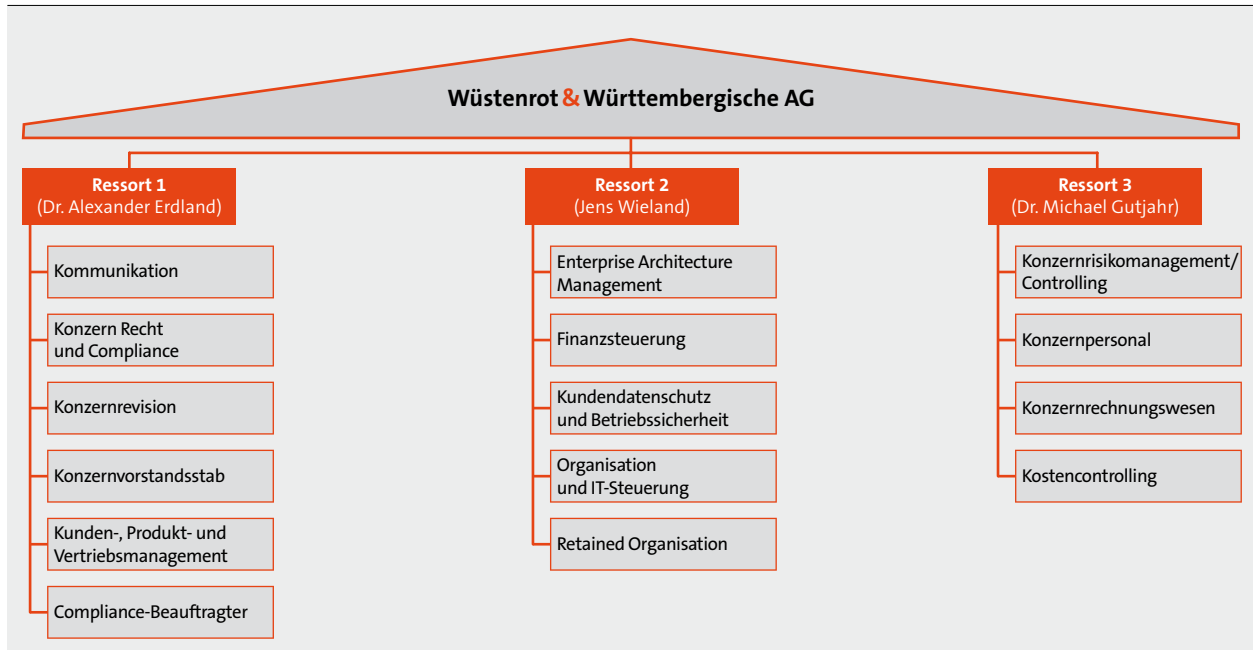 Wüstenrot & Württembergische AG
Ressort 1
(Dr. Alexander Erdland)
Kommunikation
Konzern Recht
und Compliance
Konzernrevision
Konzernvorstandsstab
Kunden-, Produkt- und
Vertriebsmanagement
Compliance-Beauftragter
Ressort 2
(Jens Wieland)
Enterprise Architecture
Management
Finanzsteuerung
Kundendatenschutz
und Betriebssicherheit
Organisation
und IT-Steuerung
Retained Organisation
Ressort 3
(Dr. Michael Gutjahr)
Konzernrisikomanagement/
Controlling
Konzernpersonal
Konzernrechnungswesen
Kostencontrolling